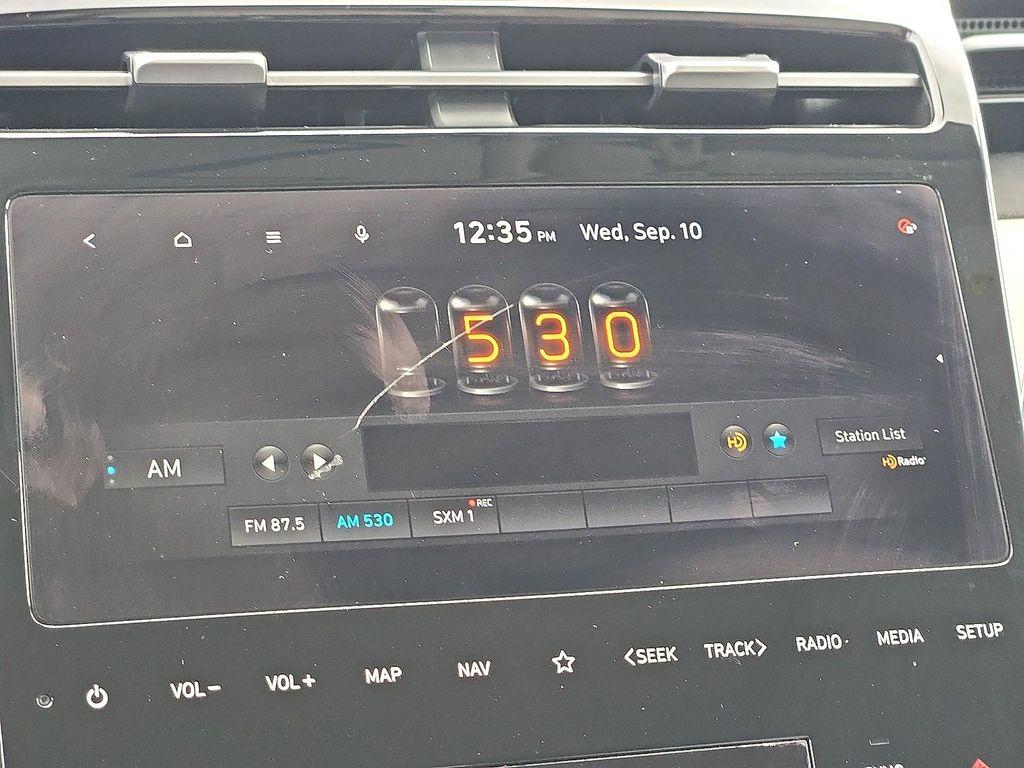 12:35 PM Wed, Sep. 10
530
AM
HD
Station List
HD Radio
FM 87.5 AM 530 SXM 1 REC
VOL− VOL+ MAP NAV <SEEK TRACK> RADIO MEDIA SETUP